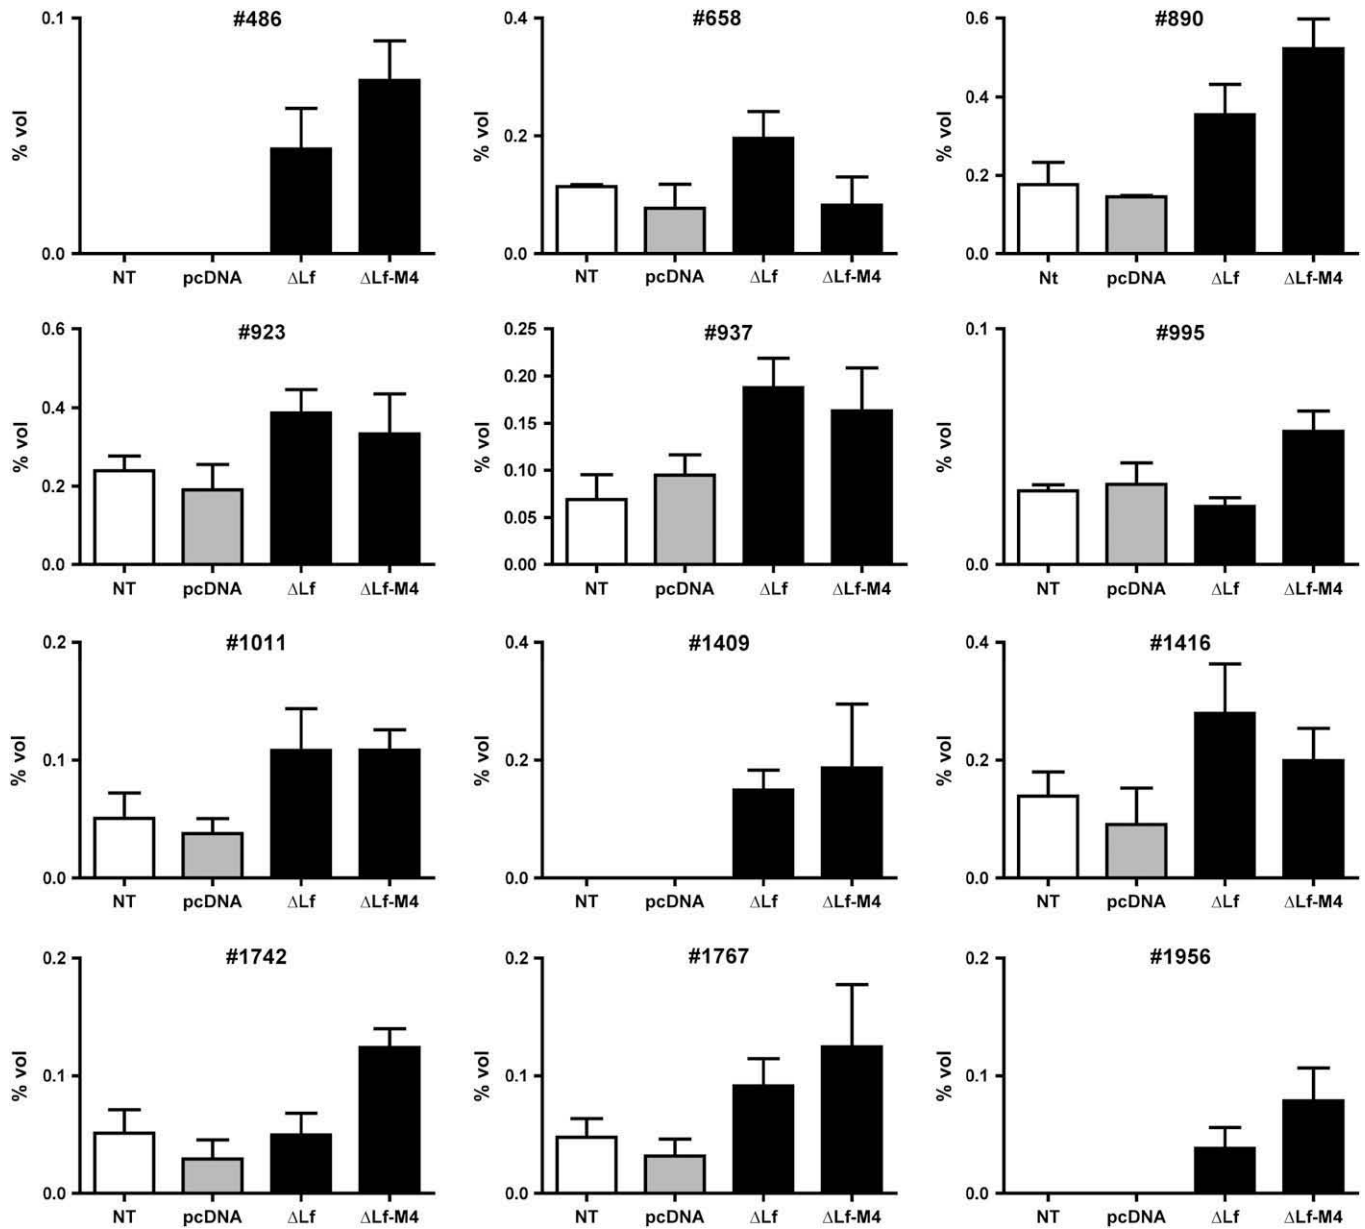 #486
% vol
0.1
0.0
NT pcDNA ΔLf ΔLf-M4
#658
% vol
0.4
0.2
0.0
NT pcDNA ΔLf ΔLf-M4
#890
% vol
0.6
0.4
0.2
0.0
Nt pcDNA ΔLf ΔLf-M4
#923
% vol
0.6
0.4
0.2
0.0
NT pcDNA ΔLf ΔLf-M4
#937
% vol
0.25
0.20
0.15
0.10
0.05
0.00
NT pcDNA ΔLf ΔLf-M4
#995
% vol
0.1
0.0
NT pcDNA ΔLf ΔLf-M4
#1011
% vol
0.2
0.1
0.0
NT pcDNA ΔLf ΔLf-M4
#1409
% vol
0.4
0.2
0.0
NT pcDNA ΔLf ΔLf-M4
#1416
% vol
0.4
0.2
0.0
NT pcDNA ΔLf ΔLf-M4
#1742
% vol
0.2
0.1
0.0
NT pcDNA ΔLf ΔLf-M4
#1767
% vol
0.2
0.1
0.0
NT pcDNA ΔLf ΔLf-M4
#1956
% vol
0.2
0.1
0.0
NT pcDNA ΔLf ΔLf-M4